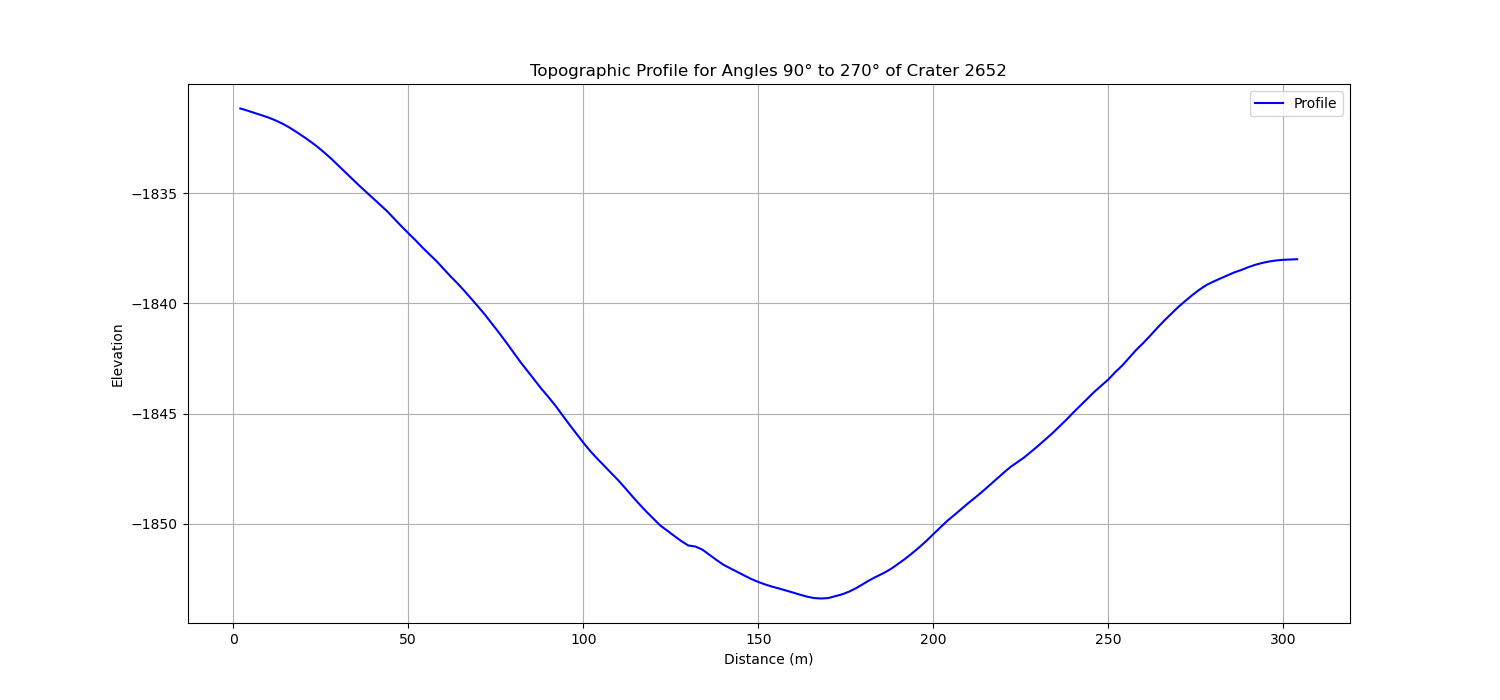 Topographic Profile for Angles 90° to 270° of Crater 2652
Profile
−1835
−1840
−1845
−1850
Elevation
0
50
100
150
200
250
300
Distance (m)